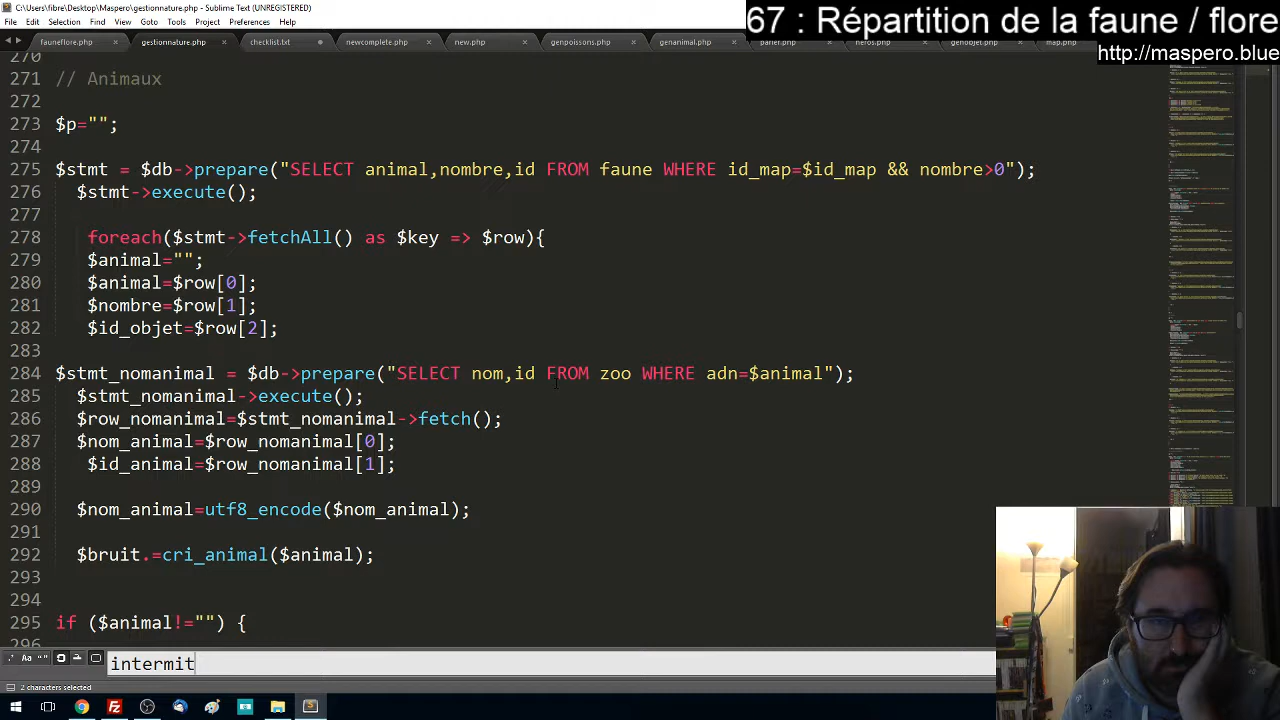 C:\Users\fibre\Desktop\Maspero\gestionnature.php - Sublime Text (UNREGISTERED)
67 : Répartition de la faune / flore
http://maspero.blue
File Edit Selection Find View Goto Tools Project Preferences Help
fauneflore.php × gestionnature.php × checklist.txt newcomplete.php × new.php × genpoissons.php × genanimal.php × parler.php × heros.php × genobjet.php × map.php
270
271 // Animaux
272
273 $p="";
274
275 $stmt = $db->prepare("SELECT animal,nombre,id FROM faune WHERE id_map=$id_map && nombre>0");
276 $stmt->execute();
277
278 foreach($stmt->fetchAll() as $key => $row){
279 $animal="";
280 $animal=$row[0];
281 $nombre=$row[1];
282 $id_objet=$row[2];
283
284 $stmt_nomanimal = $db->prepare("SELECT nom,id FROM zoo WHERE adn=$animal");
285 $stmt_nomanimal->execute();
286 $row_nomanimal=$stmt_nomanimal->fetch();
287 $nom_animal=$row_nomanimal[0];
288 $id_animal=$row_nomanimal[1];
289
290 $nom_animal=utf8_encode($nom_animal);
291
292 $bruit.=cri_animal($animal);
293
294
295 if ($animal!="") {
296
.* Aa “” intermit
2 characters selected